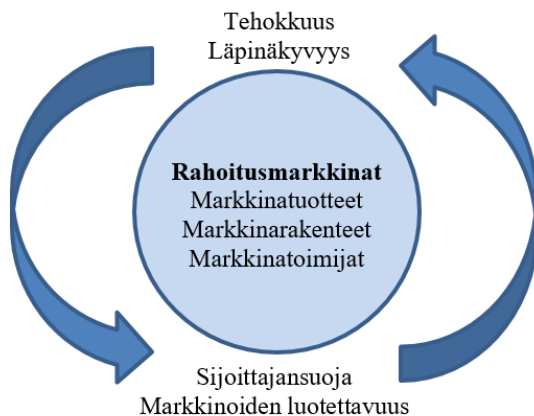 Tehokkuus
Läpinäkyvyys
Rahoitusmarkkinat
Markkinatuotteet
Markkinarakenteet
Markkinatoimijat
Sijoittajansuoja
Markkinoiden luotettavuus